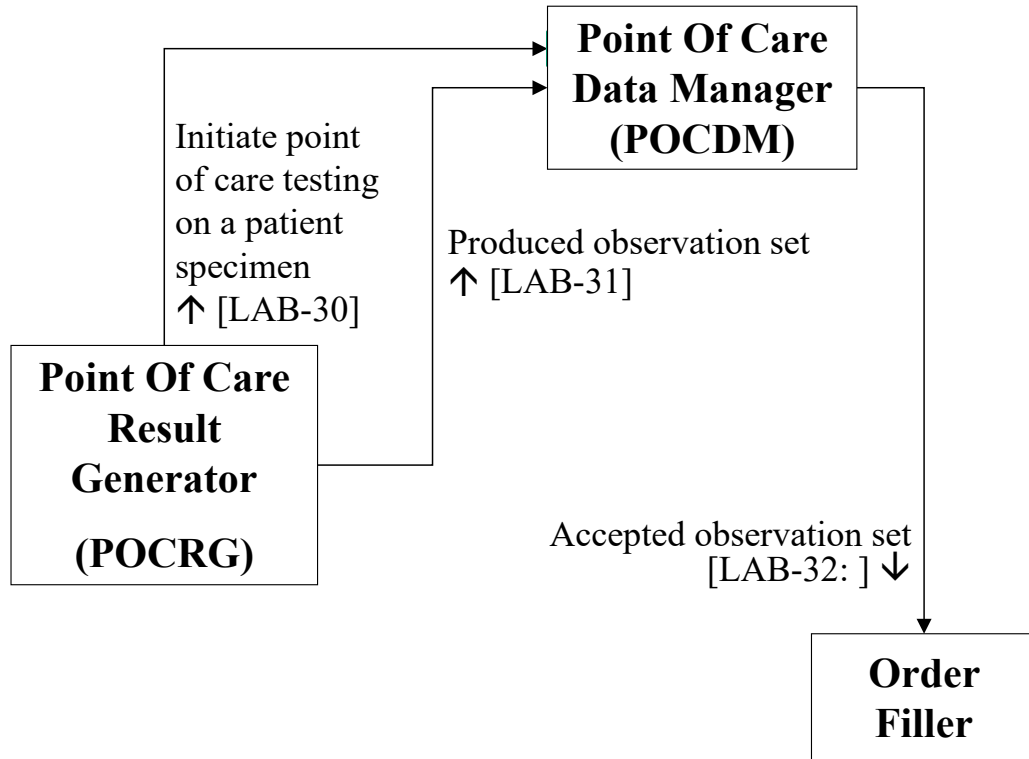 Point Of Care
Data Manager
(POCDM)
Initiate point
of care testing
on a patient
specimen
↑ [LAB-30]
Produced observation set
↑ [LAB-31]
Point Of Care
Result
Generator
(POCRG)
Accepted observation set
[LAB-32: ] ↓
Order
Filler